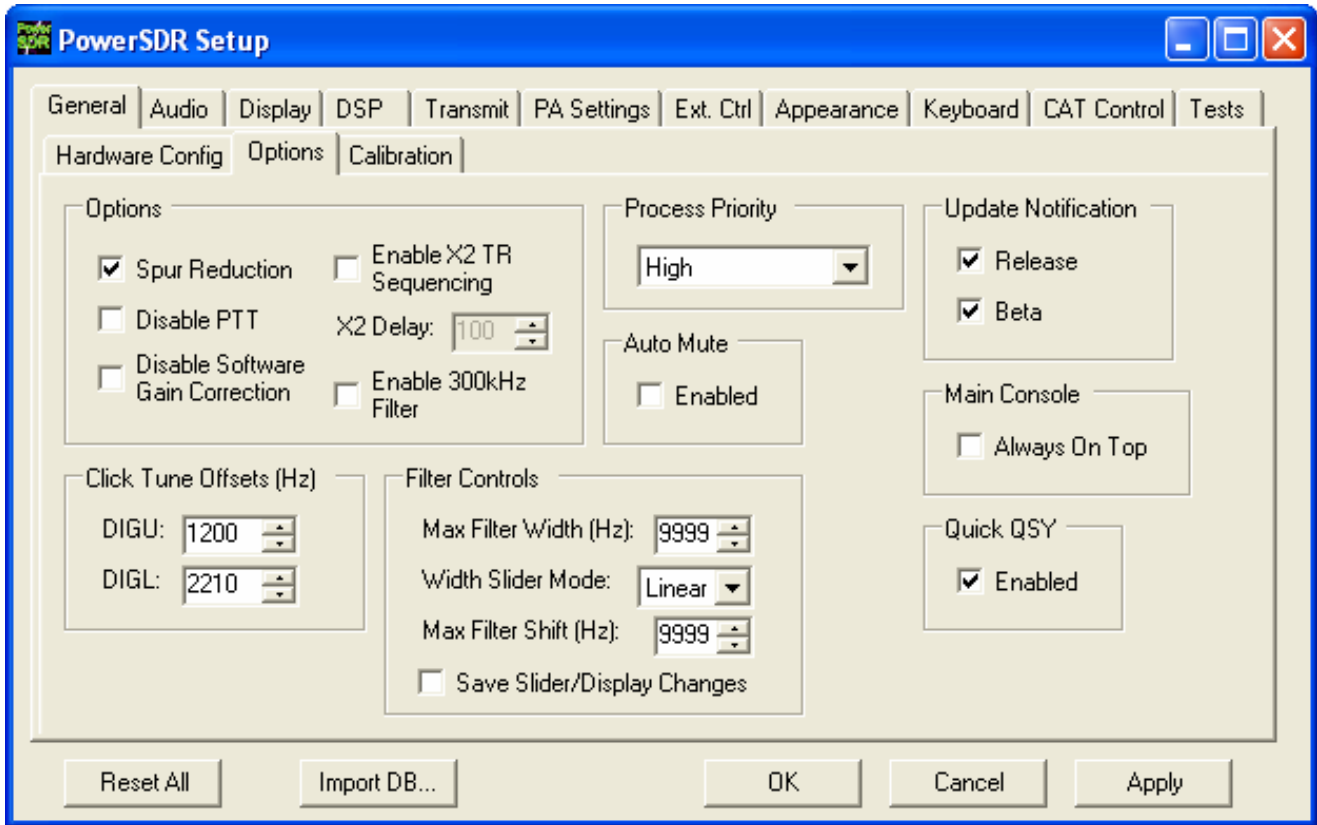 Power SDR PowerSDR Setup
General Audio Display DSP Transmit PA Settings Ext. Ctrl Appearance Keyboard CAT Control Tests
Hardware Config Options Calibration
Options
Spur Reduction
Disable PTT
Disable Software
Gain Correction
Enable X2 TR
Sequencing
X2 Delay: 100
Enable 300kHz
Filter
Process Priority
High
Auto Mute
Enabled
Update Notification
Release
Beta
Main Console
Always On Top
Quick QSY
Enabled
Click Tune Offsets (Hz)
DIGU: 1200
DIGL: 2210
Filter Controls
Max Filter Width (Hz): 9999
Width Slider Mode: Linear
Max Filter Shift (Hz): 9999
Save Slider/Display Changes
Reset All Import DB... OK Cancel Apply